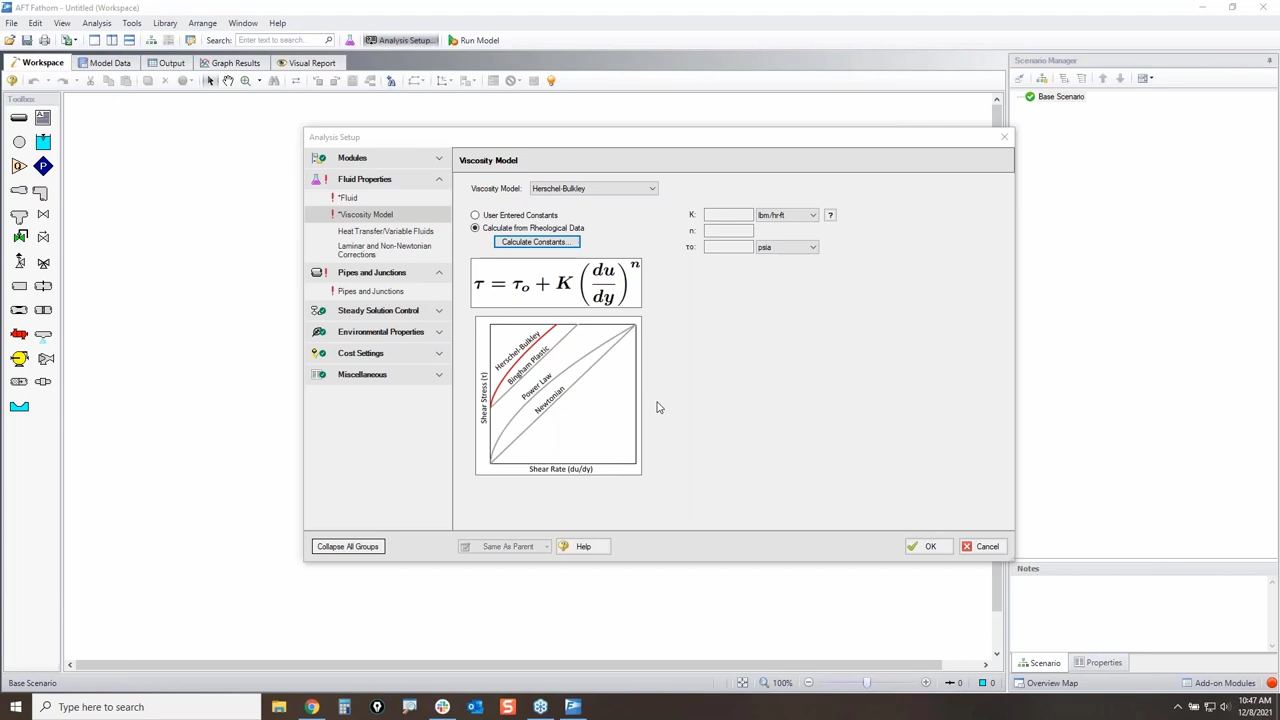 AFT Fathom - Untitled (Workspace)
File Edit View Analysis Tools Library Arrange Window Help
Search: Enter text to search... Analysis Setup... Run Model
Workspace Model Data Output Graph Results Visual Report
Scenario Manager
Base Scenario
Toolbox
Analysis Setup
Modules
Fluid Properties
*Fluid
*Viscosity Model
Heat Transfer/Variable Fluids
Laminar and Non-Newtonian
Corrections
Pipes and Junctions
Pipes and Junctions
Steady Solution Control
Environmental Properties
Cost Settings
Miscellaneous
Collapse All Groups
Viscosity Model
Viscosity Model: Herschel-Bulkley
User Entered Constants
Calculate from Rheological Data
Calculate Constants...
K: lbm/hr-ft ?
n:
τo: psia
τ = τo + K (du/dy)^n
Herschel-Bulkley
Bingham Plastic
Power Law
Newtonian
Shear Stress (τ)
Shear Rate (du/dy)
Same As Parent Help OK Cancel
Notes
Scenario Properties
Base Scenario 100% 0 0 Overview Map Add-on Modules
Type here to search
10:47 AM
12/8/2021